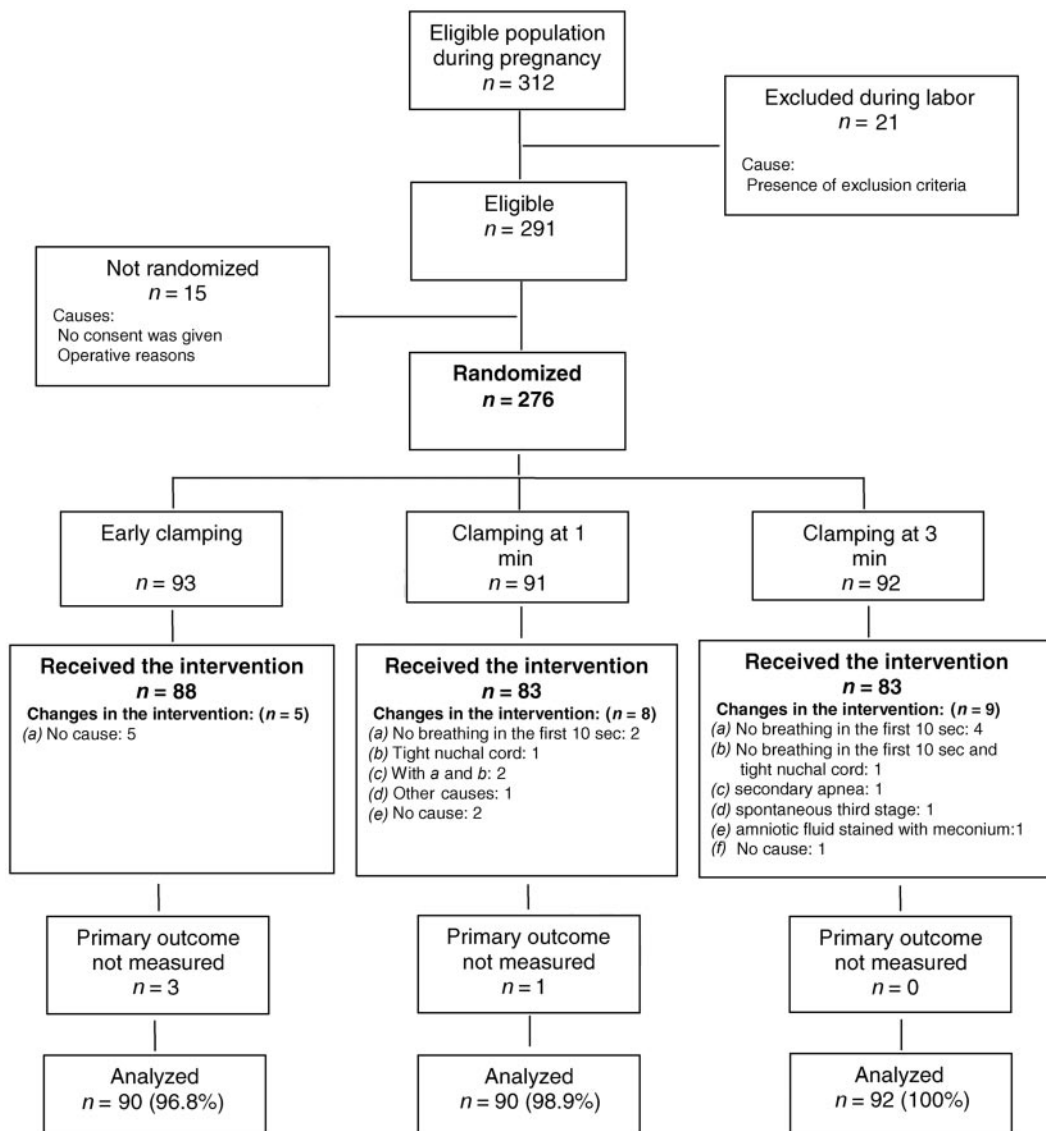 Eligible population
during pregnancy
n = 312
Excluded during labor
n = 21
Cause:
Presence of exclusion criteria
Eligible
n = 291
Not randomized
n = 15
Causes:
No consent was given
Operative reasons
Randomized
n = 276
Early clamping
n = 93
Clamping at 1
min
n = 91
Clamping at 3
min
n = 92
Received the intervention
n = 88
Changes in the intervention: (n = 5)
(a) No cause: 5
Received the intervention
n = 83
Changes in the intervention: (n = 8)
(a) No breathing in the first 10 sec: 2
(b) Tight nuchal cord: 1
(c) With a and b: 2
(d) Other causes: 1
(e) No cause: 2
Received the intervention
n = 83
Changes in the intervention: (n = 9)
(a) No breathing in the first 10 sec: 4
(b) No breathing in the first 10 sec and
tight nuchal cord: 1
(c) secondary apnea: 1
(d) spontaneous third stage: 1
(e) amniotic fluid stained with meconium:1
(f) No cause: 1
Primary outcome
not measured
n = 3
Primary outcome
not measured
n = 1
Primary outcome
not measured
n = 0
Analyzed
n = 90 (96.8%)
Analyzed
n = 90 (98.9%)
Analyzed
n = 92 (100%)